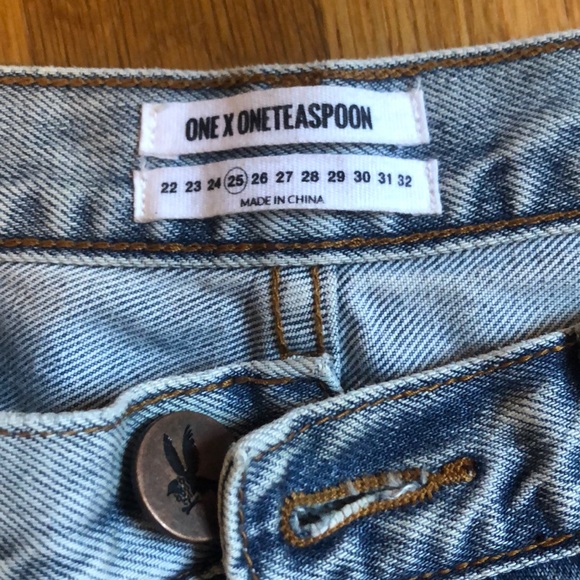 ONE X ONETEASPOON
22 23 24 25 26 27 28 29 30 31 32
MADE IN CHINA